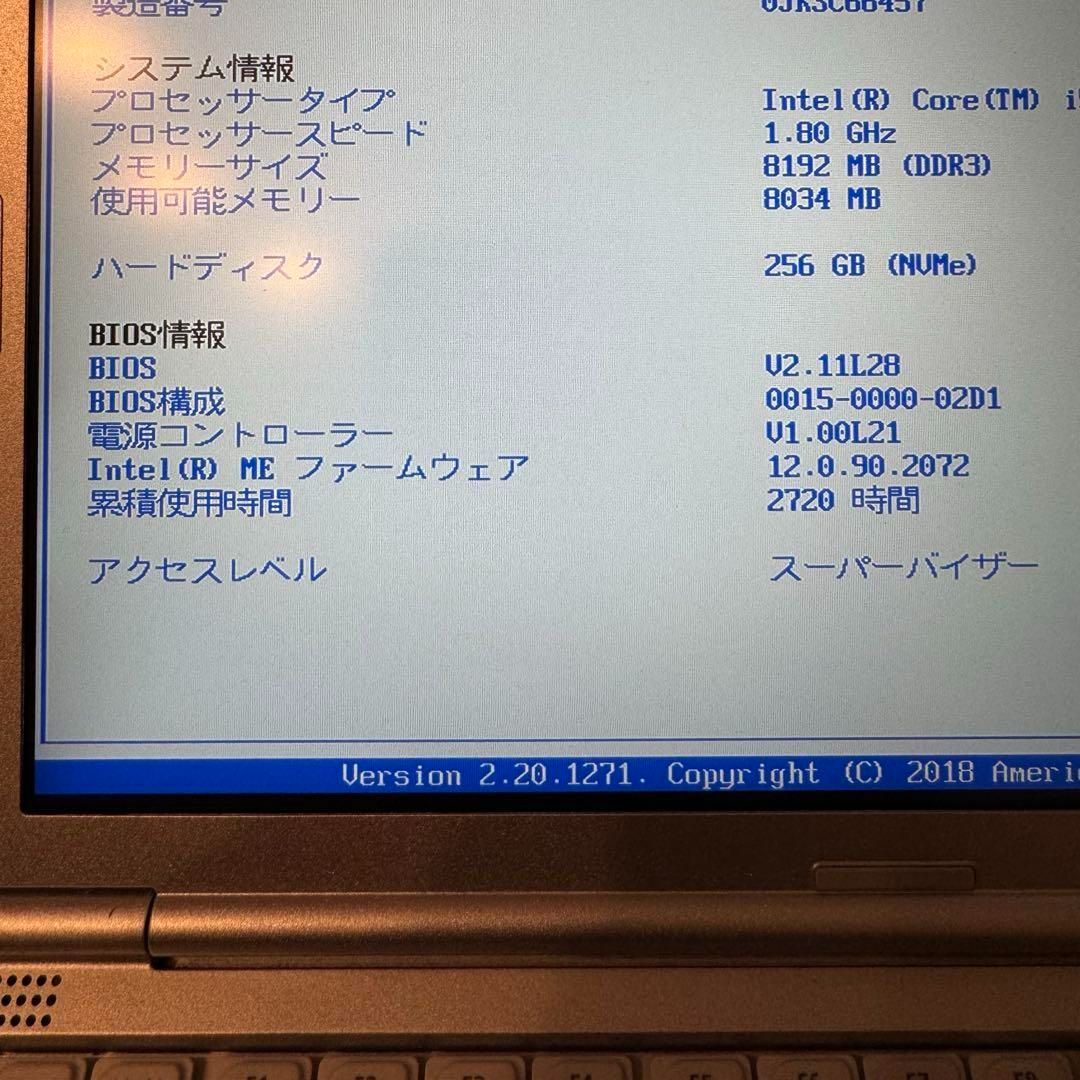 製造番号
システム情報
プロセッサータイプ Intel(R) Core(TM)
プロセッサースピード 1.80 GHz
メモリーサイズ 8192 MB (DDR3)
使用可能メモリー 8034 MB
ハードディスク 256 GB (NVMe)
BIOS情報
BIOS V2.11L28
BIOS構成 0015-0000-02D1
電源コントローラー V1.00L21
Intel(R) ME ファームウェア 12.0.90.2072
累積使用時間 2720 時間
アクセスレベル スーパーバイザー
Version 2.20.1271. Copyright (C) 2018